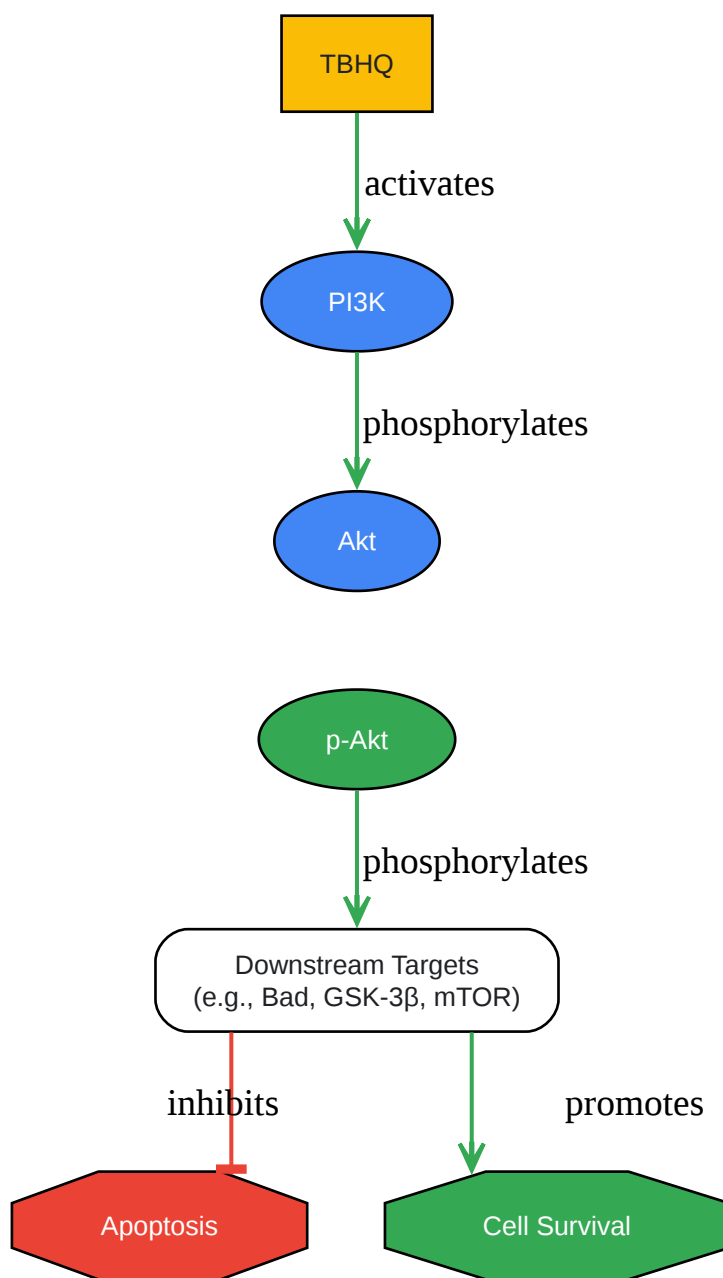 TBHQ
activates
PI3K
phosphorylates
Akt
p-Akt
phosphorylates
Downstream Targets
(e.g., Bad, GSK-3β, mTOR)
inhibits
promotes
Apoptosis
Cell Survival